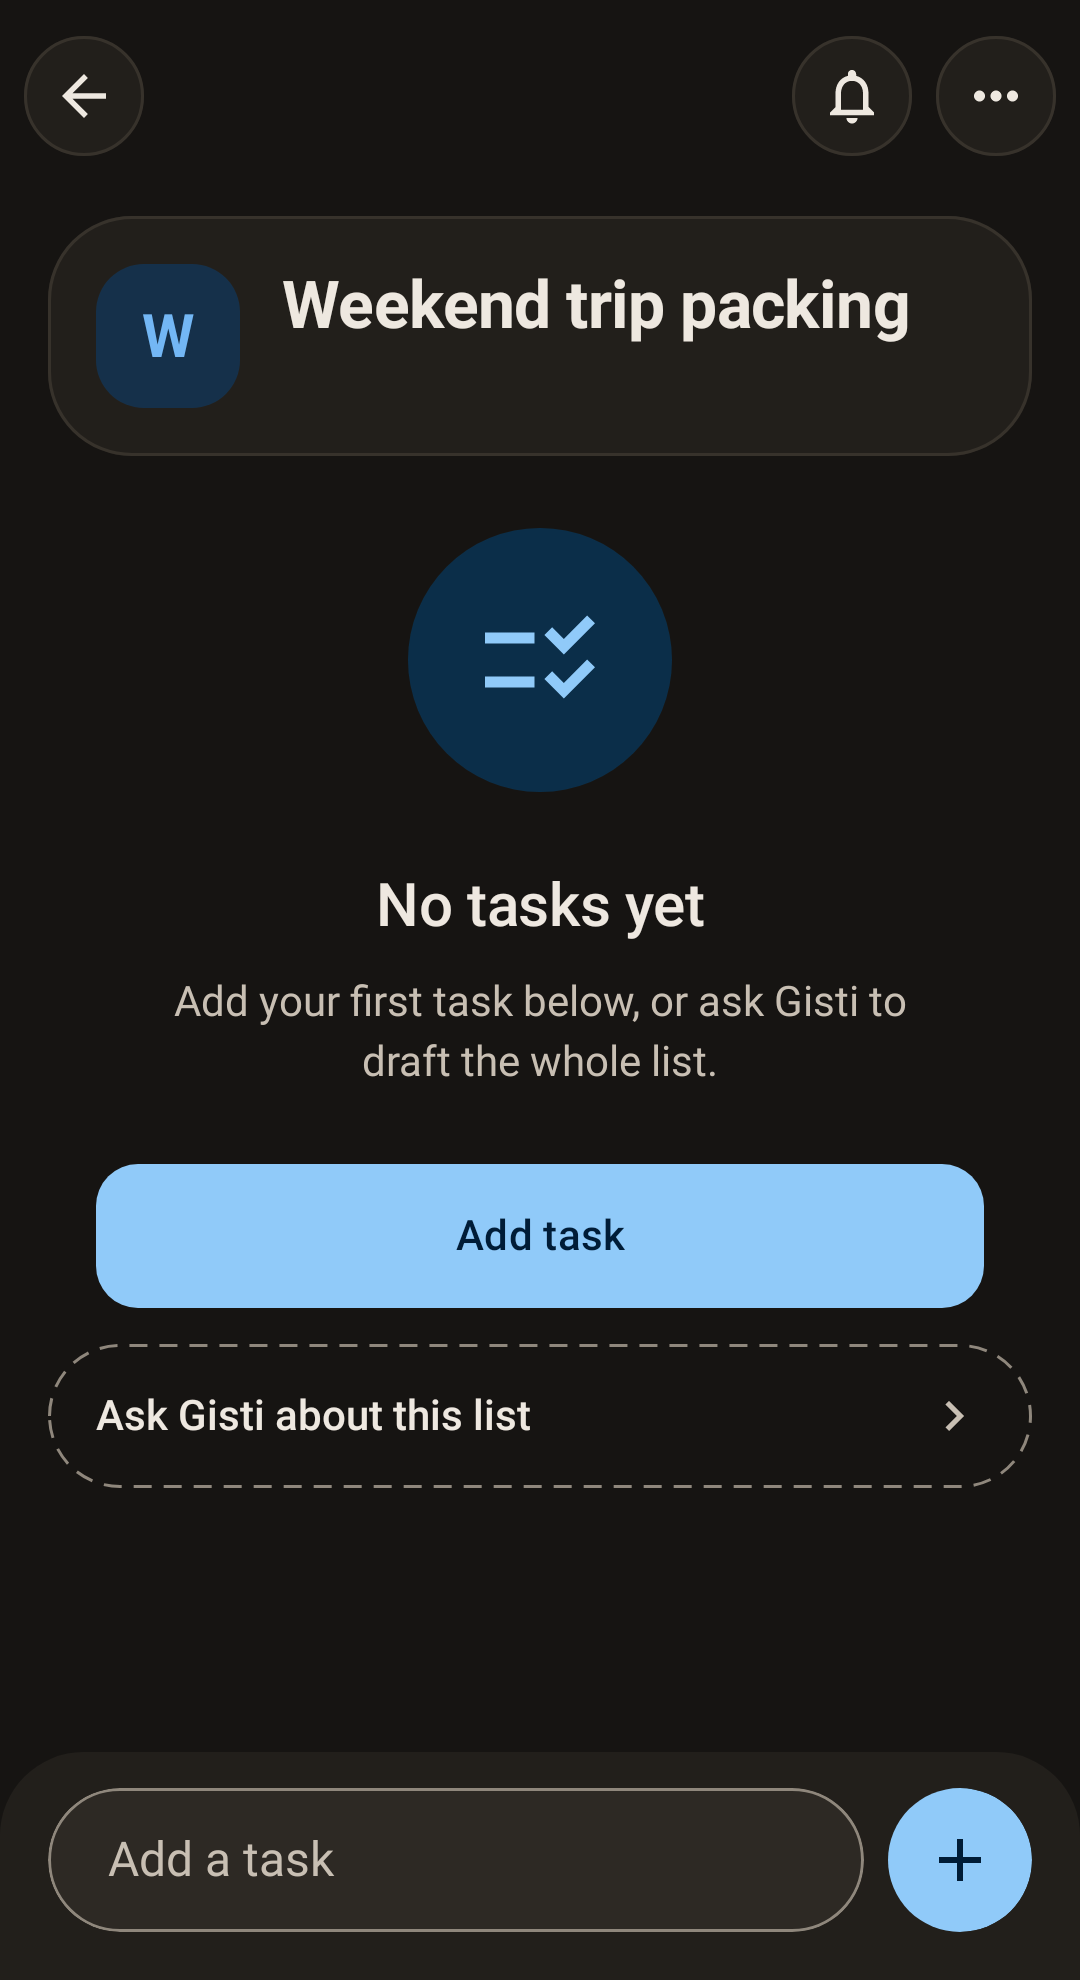 W
Weekend trip packing
No tasks yet
Add your first task below, or ask Gisti to
draft the whole list.
Add task
Ask Gisti about this list
Add a task